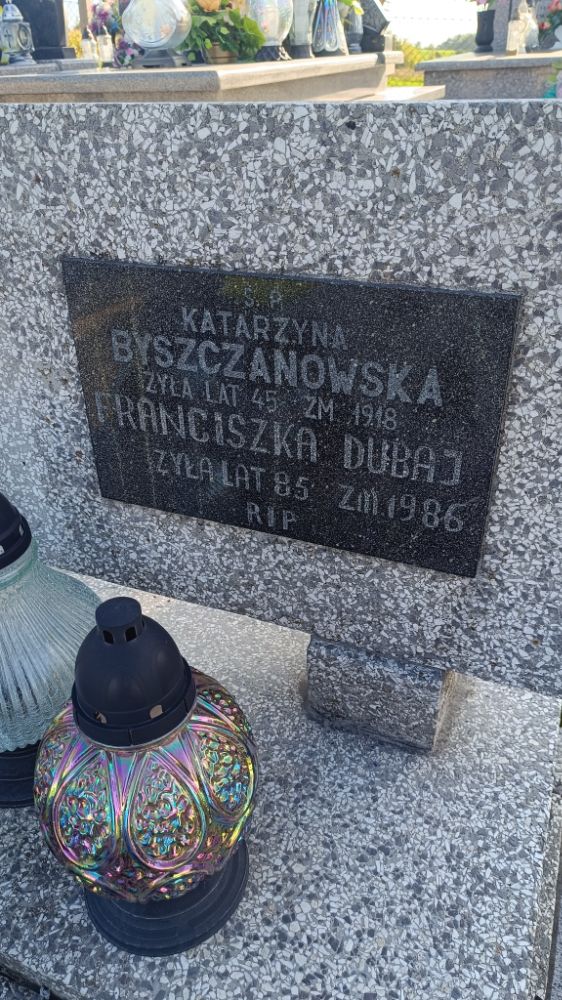 Ś. P.
KATARZYNA
BYSZCZANOWSKA
ŻYŁA LAT 45 ZM 1918
FRANCISZKA DUBAJ
ŻYŁA LAT 85 ZM 1986
RIP